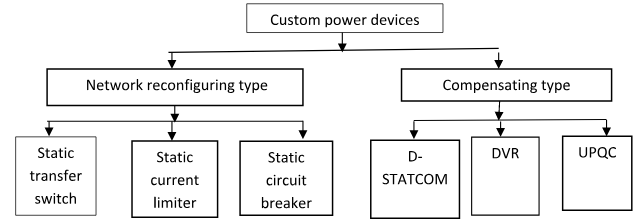 Custom power devices
Network reconfiguring type
Compensating type
Static
transfer
switch
Static
current
limiter
Static
circuit
breaker
D-
STATCOM
DVR
UPQC